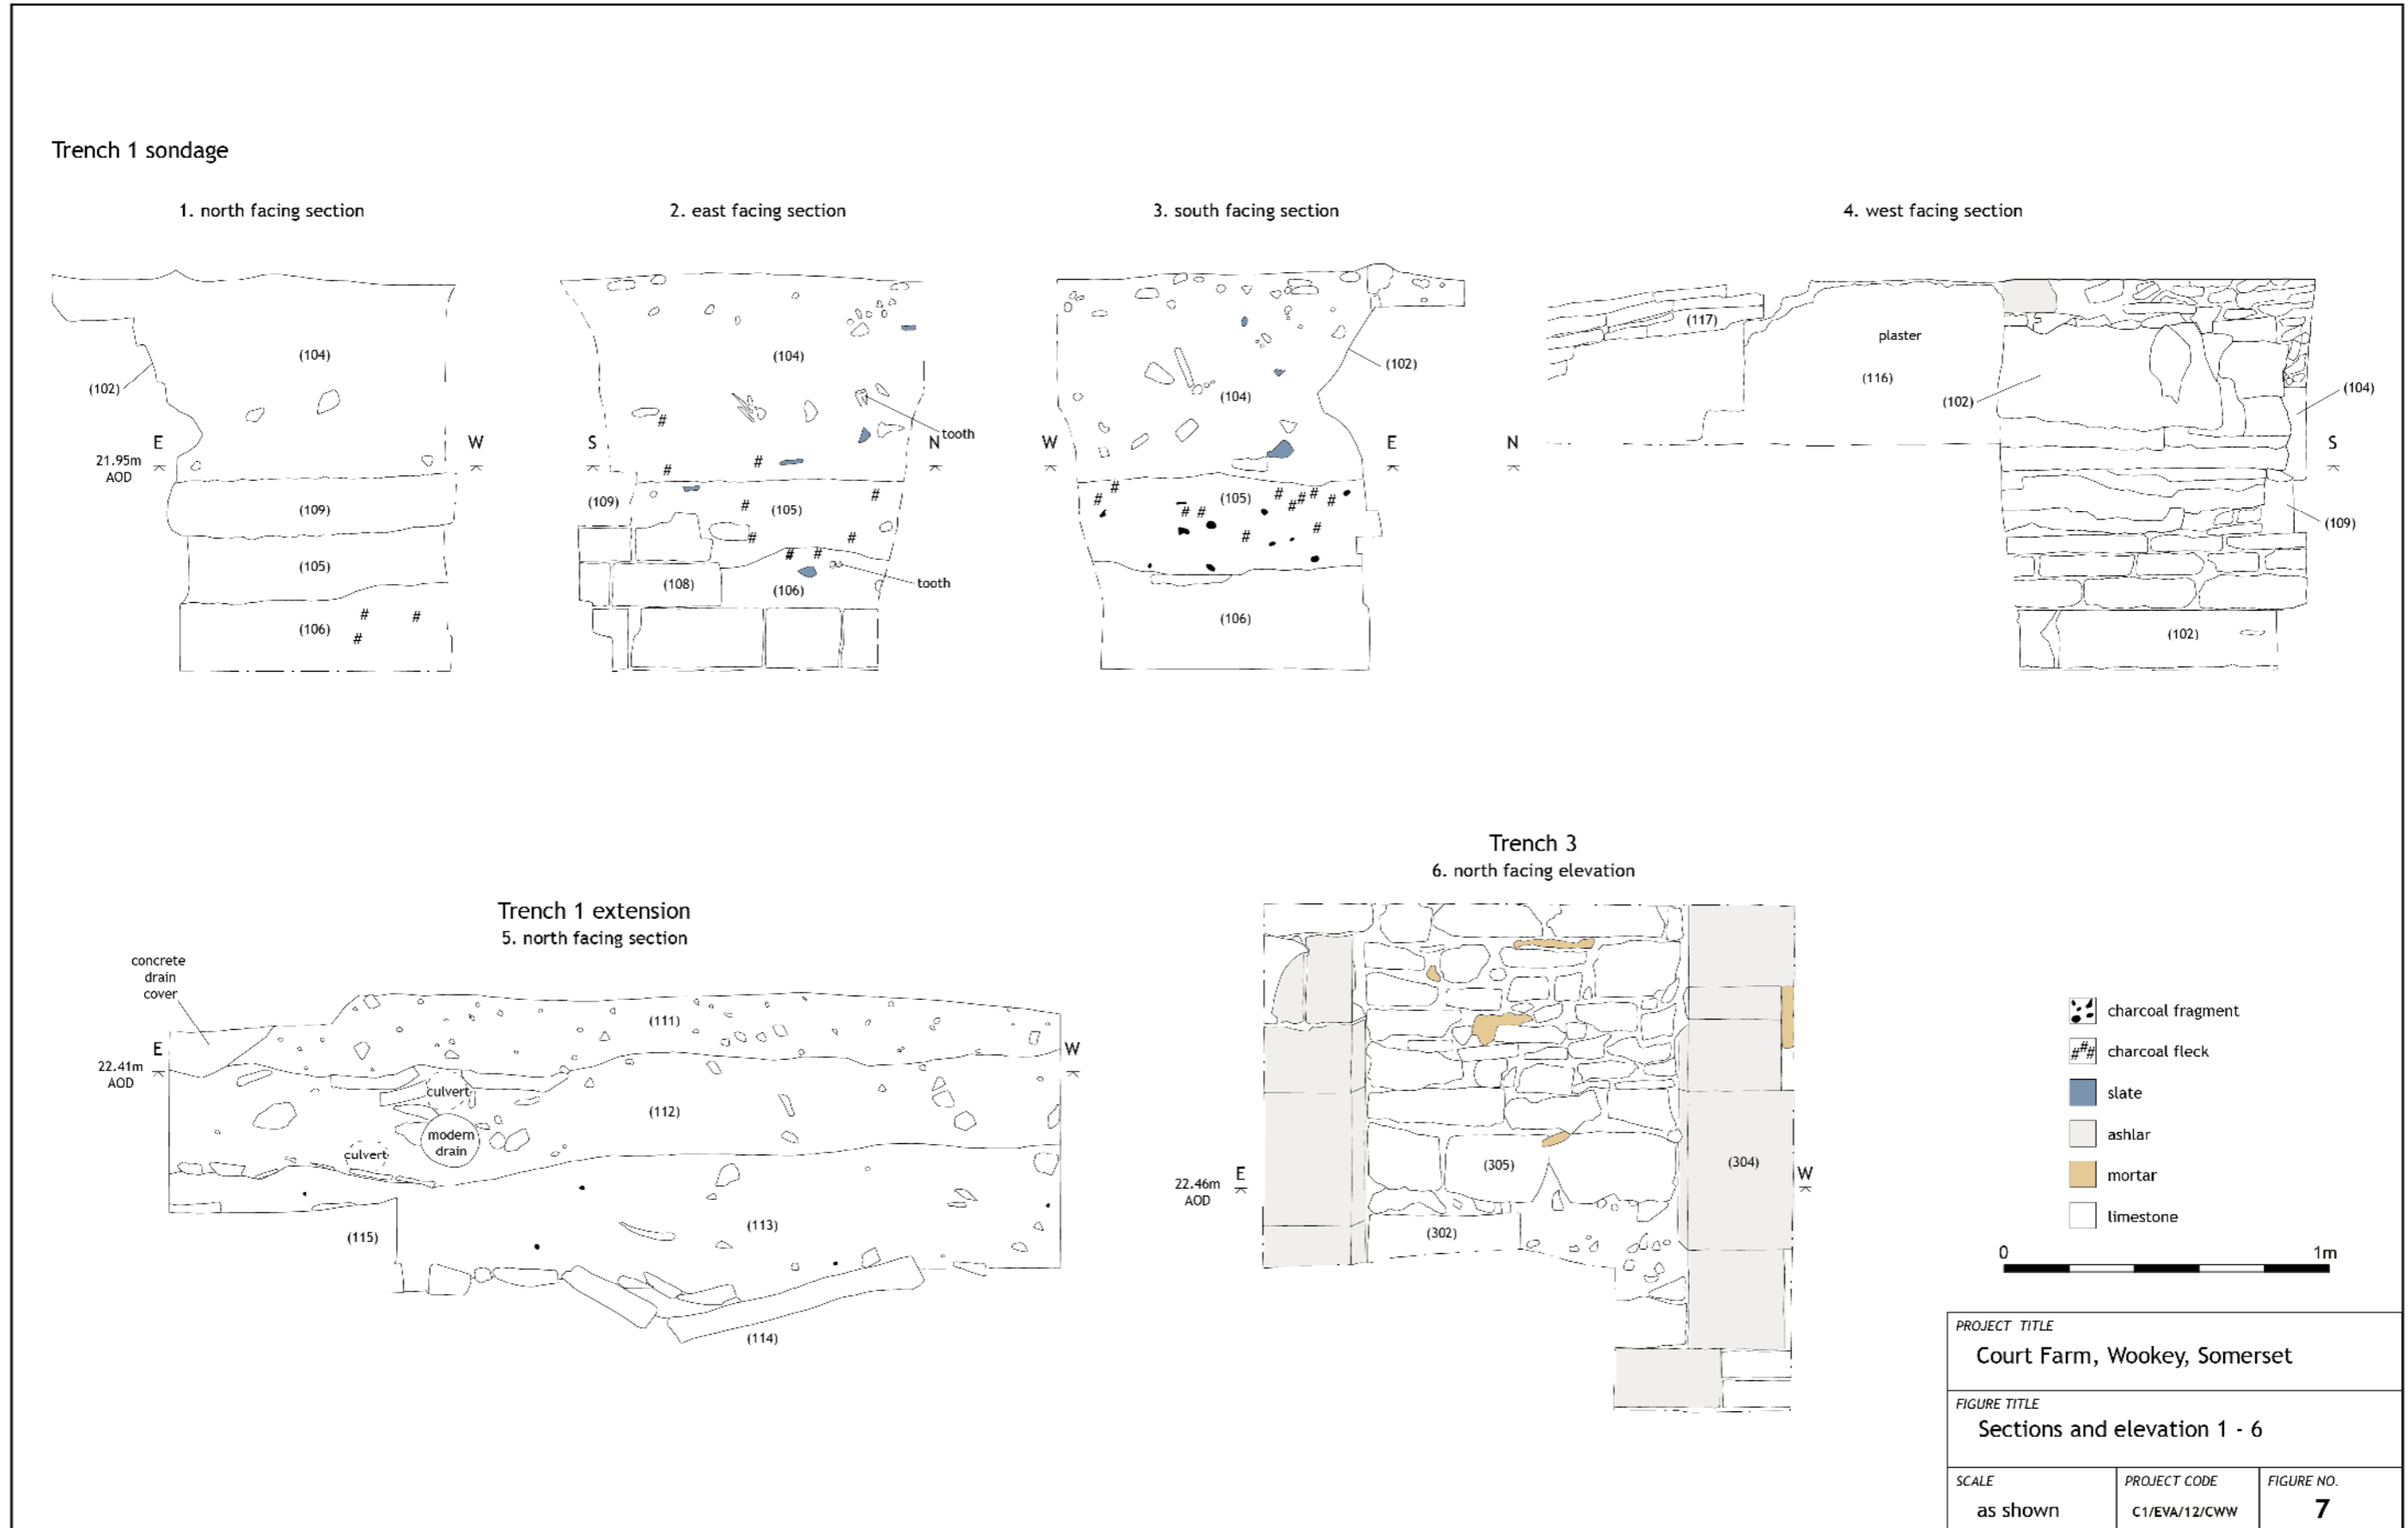 Trench 1 sondage
1. north facing section
2. east facing section
3. south facing section
4. west facing section
(104)
(102)
E
W
21.95m
AOD
(109)
(105)
(106)
(104)
tooth
S
N
(109)
(105)
(108)
(106)
tooth
(104)
(102)
W
E
(105)
(106)
(117)
plaster
(116)
(102)
(104)
N
S
(109)
(102)
Trench 1 extension
5. north facing section
concrete
drain
cover
(111)
E
W
22.41m
AOD
culvert
(112)
modern
drain
culvert
(113)
(115)
(114)
Trench 3
6. north facing elevation
(305)
(304)
E
W
22.46m
AOD
(302)
charcoal fragment
### charcoal fleck
slate
ashlar
mortar
limestone
0 1m
PROJECT TITLE
Court Farm, Wookey, Somerset
FIGURE TITLE
Sections and elevation 1 - 6
SCALE PROJECT CODE FIGURE NO.
as shown C1/EVA/12/CWW 7